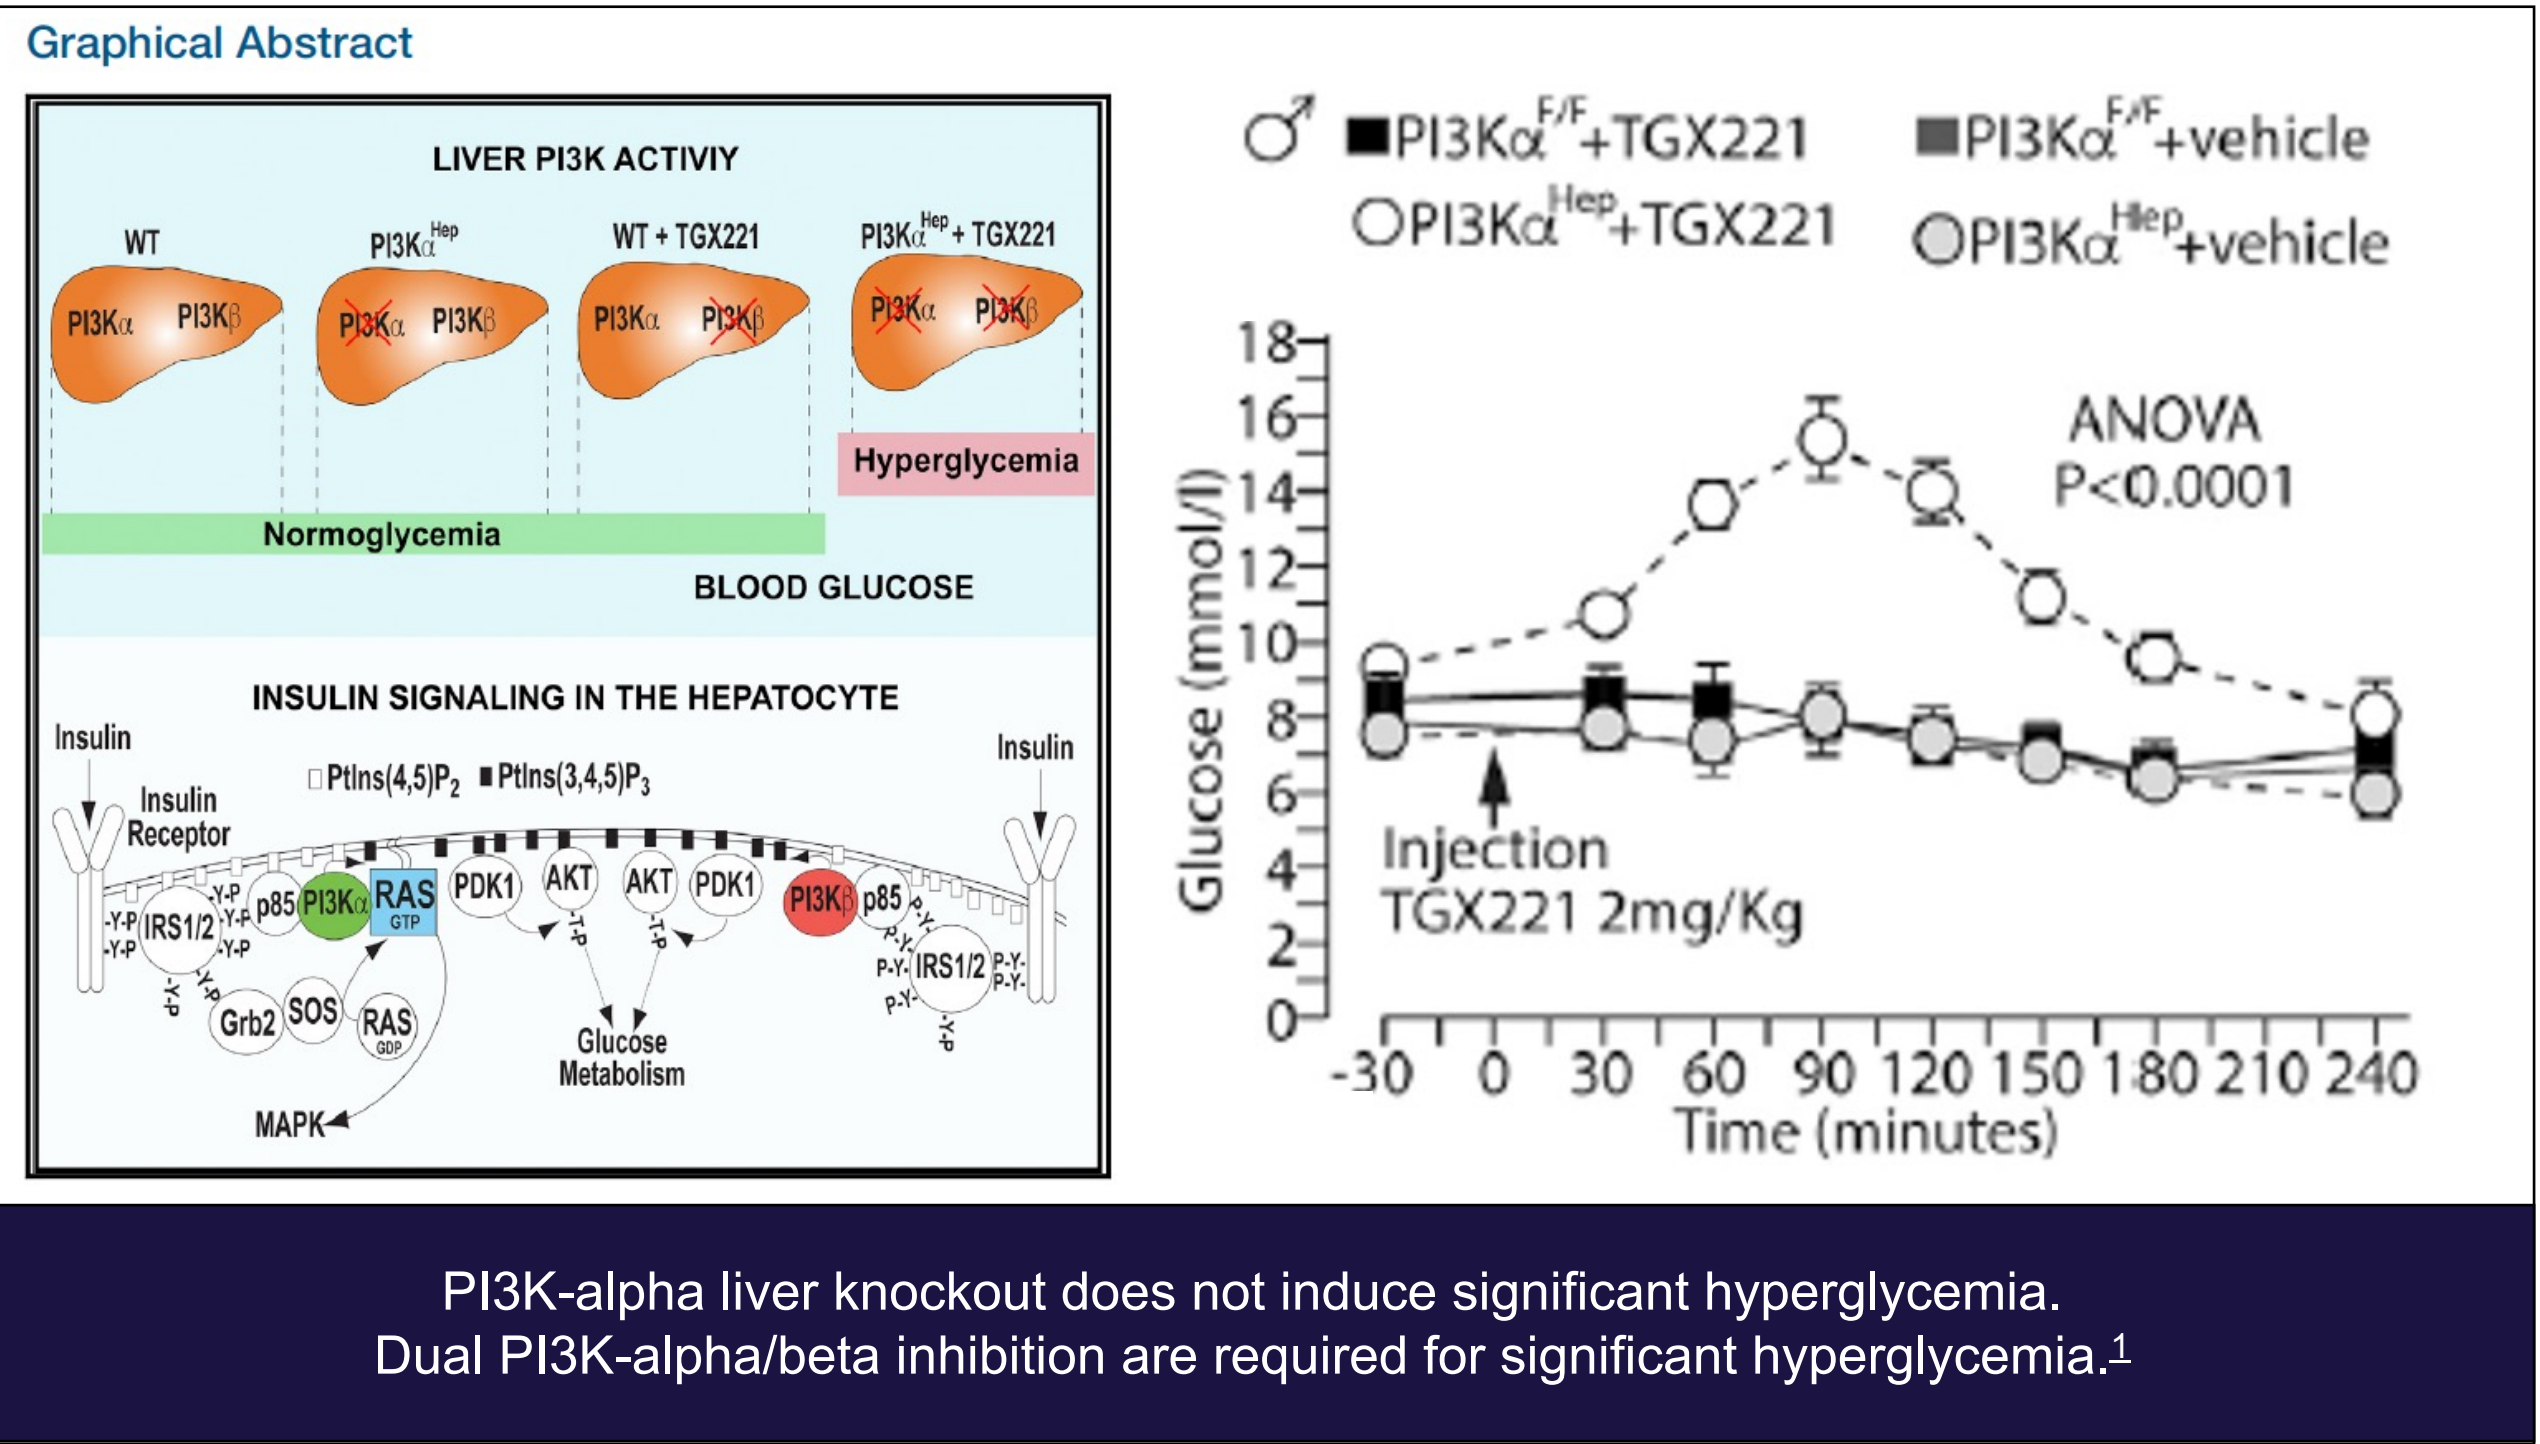 Graphical Abstract
LIVER PI3K ACTIVIY
WT
PI3Kα^Hep
WT + TGX221
PI3Kα^Hep + TGX221
PI3Kα PI3Kβ
PI3Kα PI3Kβ
PI3Kα PI3Kβ
PI3Kα PI3Kβ
Hyperglycemia
Normoglycemia
BLOOD GLUCOSE
INSULIN SIGNALING IN THE HEPATOCYTE
Insulin
Insulin
□ PtIns(4,5)P₂ ■ PtIns(3,4,5)P₃
Insulin
Receptor
p85
PI3Kα
RAS
GTP
PDK1
AKT
AKT
PDK1
PI3Kβ
p85
-Y-P
-Y-P
IRS1/2
-Y-P
-Y-P
-Y-P
-Y-P
-Y-P
-T-P
-T-P
P-Y-
P-Y-
P-Y-
P-Y-
IRS1/2
P-Y-
P-Y-
-Y-P
Grb2
SOS
RAS
GDP
Glucose
Metabolism
MAPK
♂ ■PI3Kα^F/F+TGX221 ■PI3Kα^F/F+vehicle
○PI3Kα^Hep+TGX221 ○PI3Kα^Hep+vehicle
18
16
14
12
10
8
6
4
2
0
Glucose (mmol/l)
ANOVA
P<0.0001
Injection
TGX221 2mg/Kg
-30 0 30 60 90 120 150 180 210 240
Time (minutes)
PI3K-alpha liver knockout does not induce significant hyperglycemia.
Dual PI3K-alpha/beta inhibition are required for significant hyperglycemia.¹